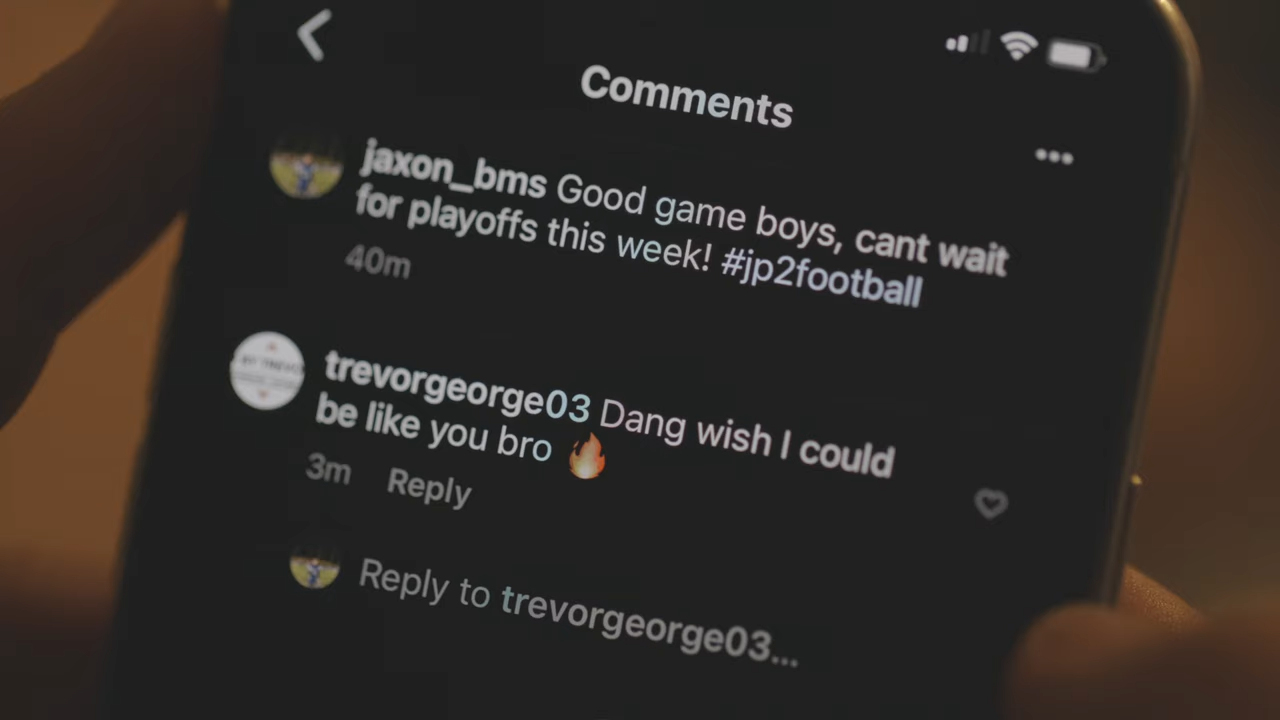 Comments
jaxon_bms Good game boys, cant wait
for playoffs this week! #jp2football
40m
trevorgeorge03 Dang wish I could
be like you bro 🔥
3m Reply
Reply to trevorgeorge03...